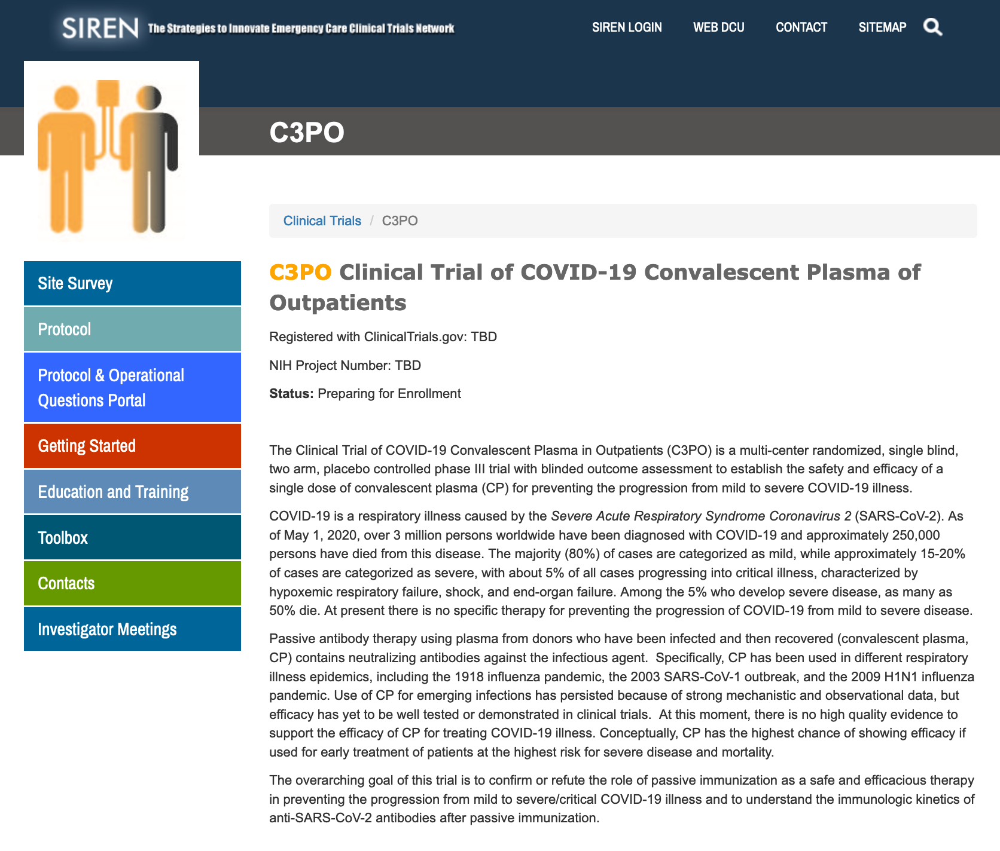 SIREN The Strategies to Innovate Emergency Care Clinical Trials Network
SIREN LOGIN WEB DCU CONTACT SITEMAP
C3PO
Clinical Trials / C3PO
Site Survey
Protocol
Protocol & Operational
Questions Portal
Getting Started
Education and Training
Toolbox
Contacts
Investigator Meetings
C3PO Clinical Trial of COVID-19 Convalescent Plasma of
Outpatients
Registered with ClinicalTrials.gov: TBD
NIH Project Number: TBD
Status: Preparing for Enrollment
The Clinical Trial of COVID-19 Convalescent Plasma in Outpatients (C3PO) is a multi-center randomized, single blind,
two arm, placebo controlled phase III trial with blinded outcome assessment to establish the safety and efficacy of a
single dose of convalescent plasma (CP) for preventing the progression from mild to severe COVID-19 illness.
COVID-19 is a respiratory illness caused by the Severe Acute Respiratory Syndrome Coronavirus 2 (SARS-CoV-2). As
of May 1, 2020, over 3 million persons worldwide have been diagnosed with COVID-19 and approximately 250,000
persons have died from this disease. The majority (80%) of cases are categorized as mild, while approximately 15-20%
of cases are categorized as severe, with about 5% of all cases progressing into critical illness, characterized by
hypoxemic respiratory failure, shock, and end-organ failure. Among the 5% who develop severe disease, as many as
50% die. At present there is no specific therapy for preventing the progression of COVID-19 from mild to severe disease.
Passive antibody therapy using plasma from donors who have been infected and then recovered (convalescent plasma,
CP) contains neutralizing antibodies against the infectious agent.  Specifically, CP has been used in different respiratory
illness epidemics, including the 1918 influenza pandemic, the 2003 SARS-CoV-1 outbreak, and the 2009 H1N1 influenza
pandemic. Use of CP for emerging infections has persisted because of strong mechanistic and observational data, but
efficacy has yet to be well tested or demonstrated in clinical trials.  At this moment, there is no high quality evidence to
support the efficacy of CP for treating COVID-19 illness. Conceptually, CP has the highest chance of showing efficacy if
used for early treatment of patients at the highest risk for severe disease and mortality.
The overarching goal of this trial is to confirm or refute the role of passive immunization as a safe and efficacious therapy
in preventing the progression from mild to severe/critical COVID-19 illness and to understand the immunologic kinetics of
anti-SARS-CoV-2 antibodies after passive immunization.